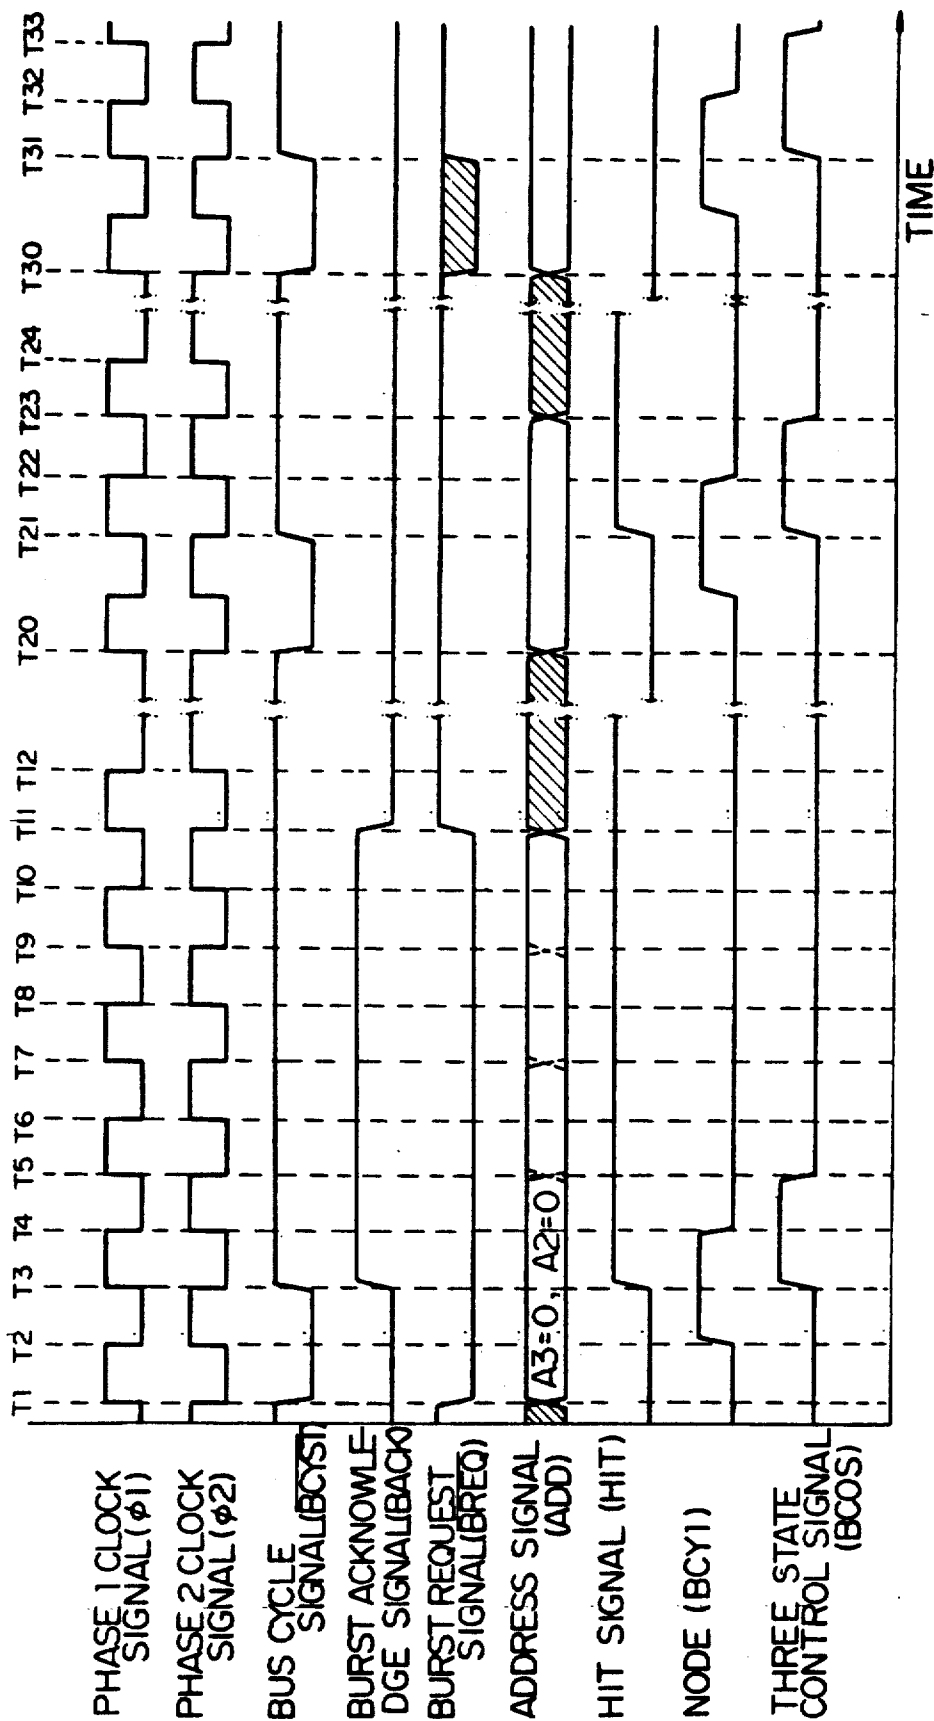 T1 T2 T3 T4 T5 T6 T7 T8 T9 T10 T11 T12 T20 T21 T22 T23 T24 T30 T31 T32 T33
PHASE 1 CLOCK
SIGNAL (φ1)
PHASE 2 CLOCK
SIGNAL (φ2)
BUS CYCLE
SIGNAL(BCYST)
BURST ACKNOWLE-
DGE SIGNAL(BACK)
BURST REQUEST
SIGNAL(BREQ)
ADDRESS SIGNAL
(ADD)
A3=0, A2=0
HIT SIGNAL (HIT)
NODE (BCY1)
THREE STATE
CONTROL SIGNAL
(BCOS)
TIME